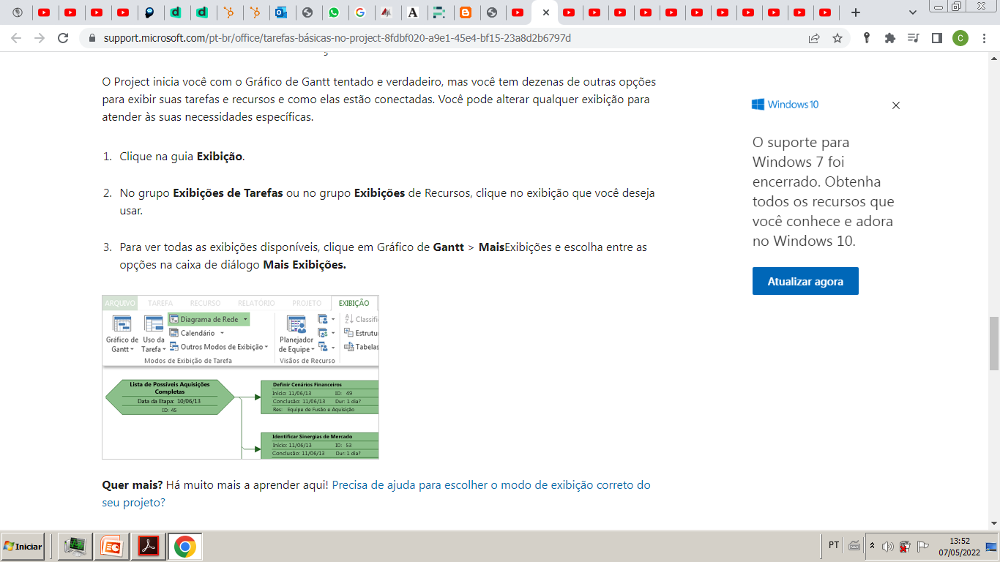 support.microsoft.com/pt-br/office/tarefas-básicas-no-project-8fdbf020-a9e1-45e4-bf15-23a8d2b6797d
C
O Project inicia você com o Gráfico de Gantt tentado e verdadeiro, mas você tem dezenas de outras opções
para exibir suas tarefas e recursos e como elas estão conectadas. Você pode alterar qualquer exibição para
atender às suas necessidades específicas.
1. Clique na guia Exibição.
2. No grupo Exibições de Tarefas ou no grupo Exibições de Recursos, clique no exibição que você deseja
usar.
3. Para ver todas as exibições disponíveis, clique em Gráfico de Gantt > MaisExibições e escolha entre as
opções na caixa de diálogo Mais Exibições.
ARQUIVO TAREFA RECURSO RELATÓRIO PROJETO EXIBIÇÃO
Gráfico de
Gantt
Uso da
Tarefa
Diagrama de Rede
Calendário
Outros Modos de Exibição
Modos de Exibição de Tarefa
Planejador
de Equipe
Visões de Recurso
Classifi
Estrutur
Tabelas
Lista de Possíveis Aquisições
Completas
Data da Etapa: 10/06/13
ID: 45
Definir Cenários Financeiros
Início: 11/06/13 ID: 49
Conclusão: 11/06/13 Dur: 1 dia?
Res: Equipe de Fusão e Aquisição
Identificar Sinergias de Mercado
Início: 11/06/13 ID: 53
Conclusão: 11/06/13 Dur: 1 dia?
Quer mais? Há muito mais a aprender aqui! Precisa de ajuda para escolher o modo de exibição correto do
seu projeto?
Windows 10
O suporte para
Windows 7 foi
encerrado. Obtenha
todos os recursos que
você conhece e adora
no Windows 10.
Atualizar agora
Iniciar
PT
13:52
07/05/2022